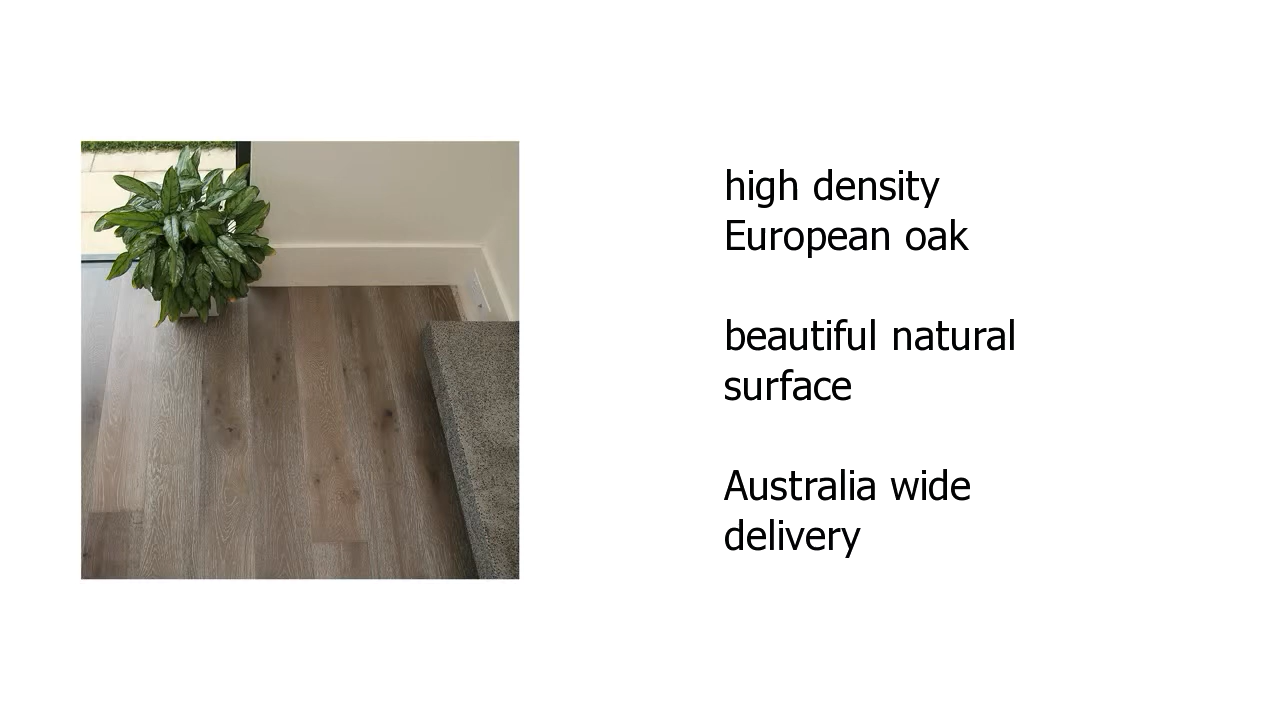 high density
European oak
beautiful natural
surface
Australia wide
delivery